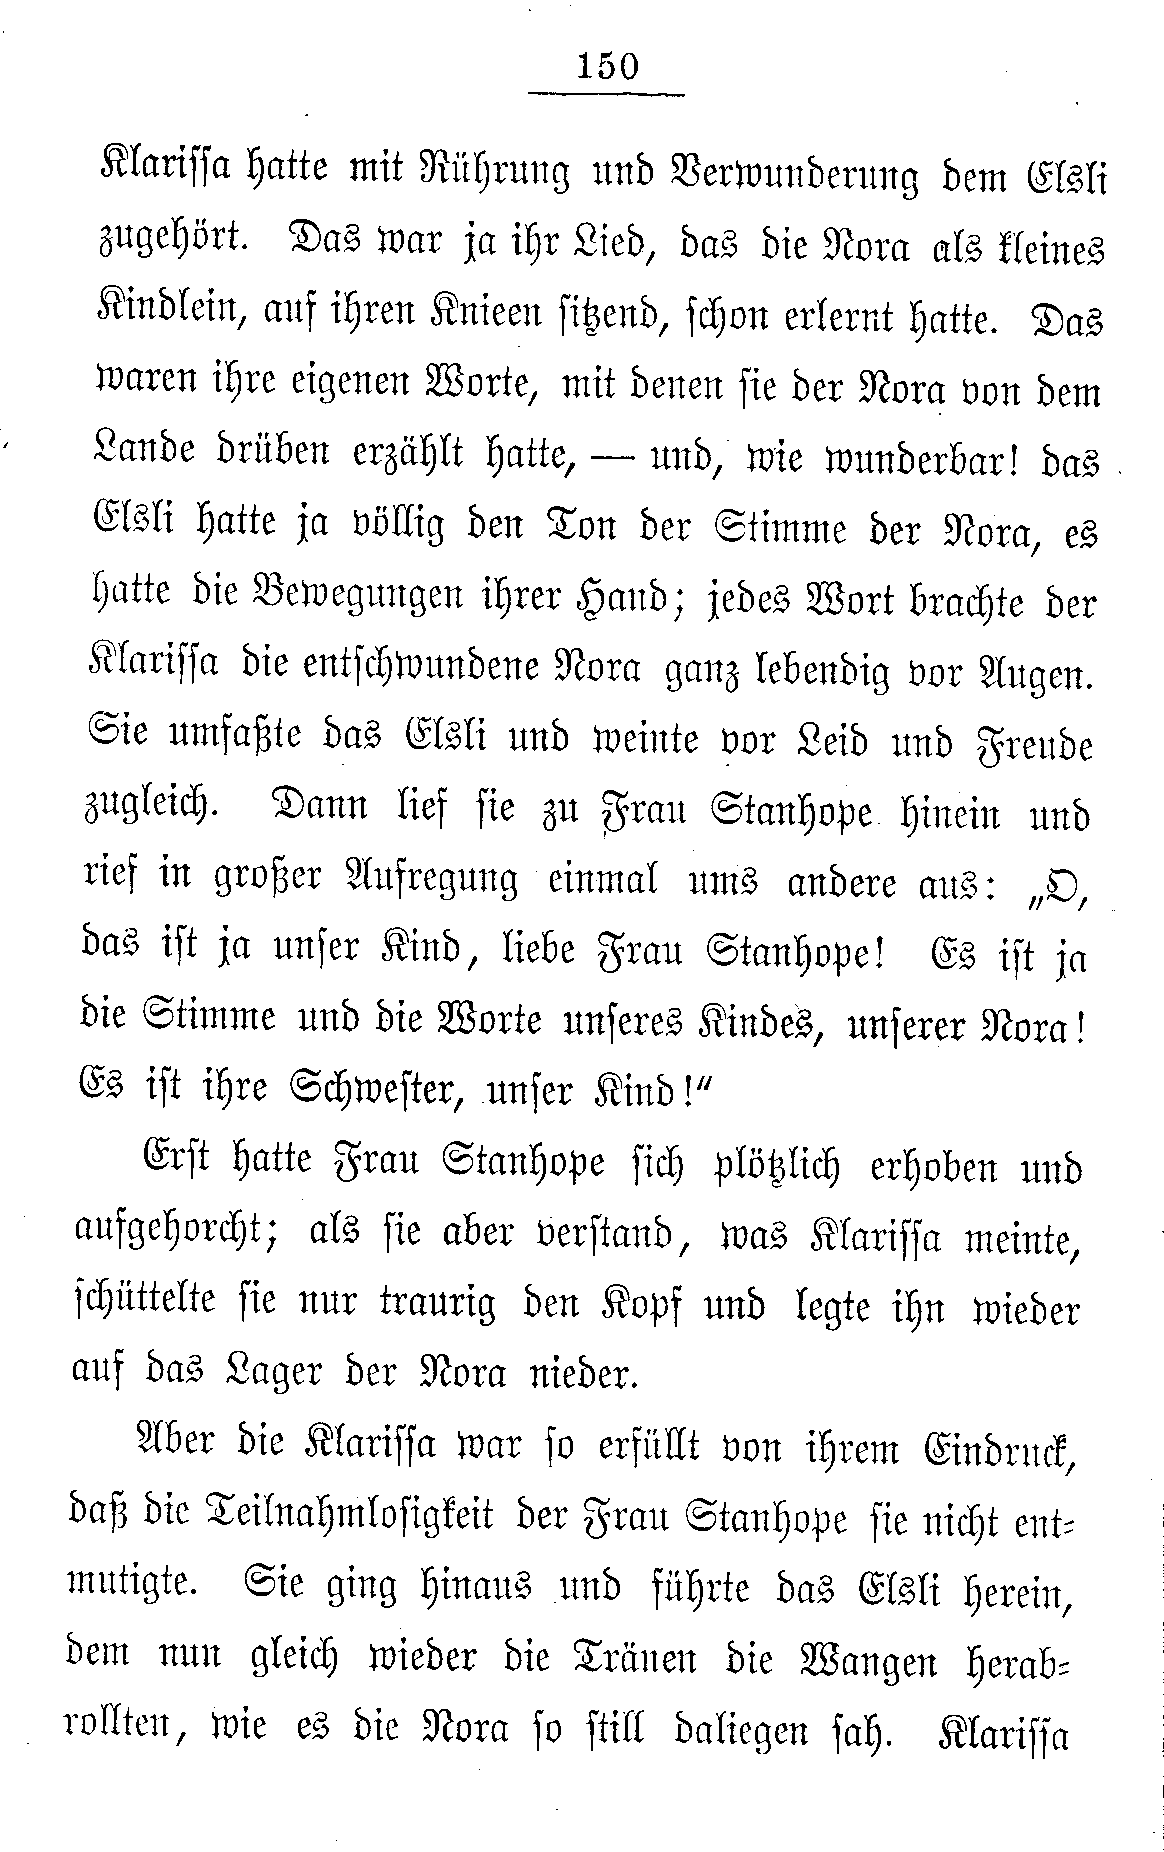 150
Klarissa hatte mit Rührung und Verwunderung dem Elsli
zugehört. Das war ja ihr Lied, das die Nora als kleines
Kindlein, auf ihren Knieen sitzend, schon erlernt hatte. Das
waren ihre eigenen Worte, mit denen sie der Nora von dem
Lande drüben erzählt hatte, — und, wie wunderbar! das
Elsli hatte ja völlig den Ton der Stimme der Nora, es
hatte die Bewegungen ihrer Hand; jedes Wort brachte der
Klarissa die entschwundene Nora ganz lebendig vor Augen.
Sie umfaßte das Elsli und weinte vor Leid und Freude
zugleich. Dann lief sie zu Frau Stanhope hinein und
rief in großer Aufregung einmal ums andere aus: „O,
das ist ja unser Kind, liebe Frau Stanhope! Es ist ja
die Stimme und die Worte unseres Kindes, unserer Nora!
Es ist ihre Schwester, unser Kind!“
Erst hatte Frau Stanhope sich plötzlich erhoben und
aufgehorcht; als sie aber verstand, was Klarissa meinte,
schüttelte sie nur traurig den Kopf und legte ihn wieder
auf das Lager der Nora nieder.
Aber die Klarissa war so erfüllt von ihrem Eindruck,
daß die Teilnahmlosigkeit der Frau Stanhope sie nicht ent-
mutigte. Sie ging hinaus und führte das Elsli herein,
dem nun gleich wieder die Tränen die Wangen herab-
rollten, wie es die Nora so still daliegen sah. Klarissa